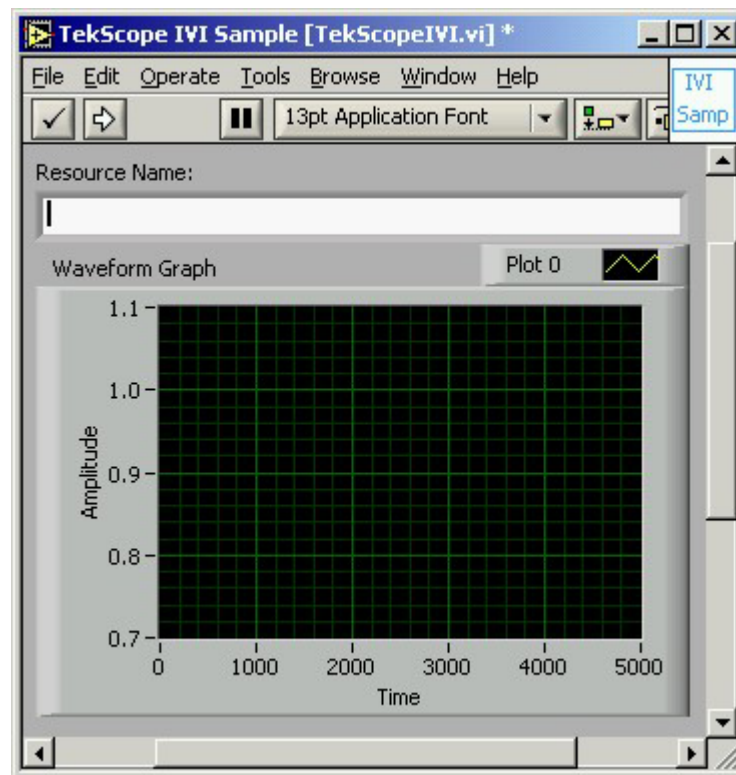 TekScope IVI Sample [TekScopeIVI.vi] *
File Edit Operate Tools Browse Window Help
IVI
Samp
13pt Application Font
Resource Name:
Waveform Graph
Plot 0
1.1
1.0
0.9
0.8
0.7
Amplitude
0 1000 2000 3000 4000 5000
Time